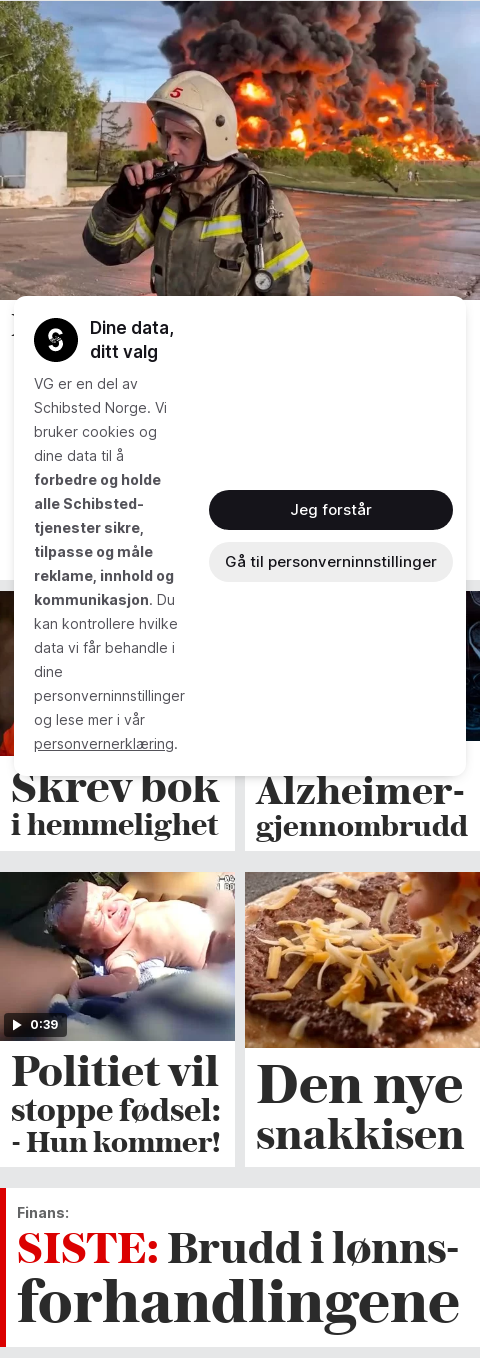 5
Dine data,
ditt valg
VG er en del av
Schibsted Norge. Vi
bruker cookies og
dine data til å
forbedre og holde
alle Schibsted-
tjenester sikre,
tilpasse og måle
reklame, innhold og
kommunikasjon. Du
kan kontrollere hvilke
data vi får behandle i
dine
personverninnstillinger
og lese mer i vår
personvernerklæring.
Jeg forstår
Gå til personverninnstillinger
Skrev bok
i hemmelighet
Alzheimer-
gjennombrudd
0:39
Politiet vil
stoppe fødsel:
- Hun kommer!
Den nye
snakkisen
Finans:
SISTE: Brudd i lønns-
forhandlingene